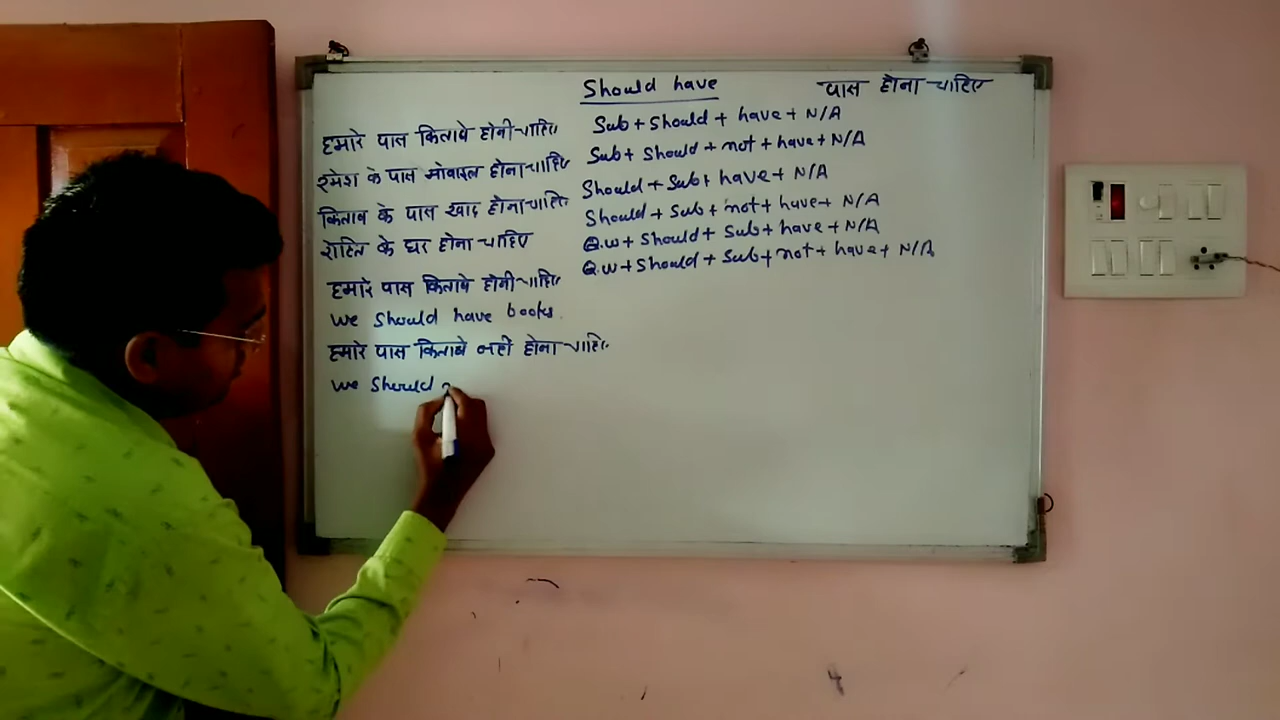 Should have पास होना चाहिए
हमारे पास किताबे होनी चाहिए
रमेश के पास मोबाइल होना चाहिए
किताब के पास खाद होना चाहिए
रोहित के घर होना चाहिए
हमारे पास किताबे होनी चाहिए
We Should have books.
हमारे पास किताबे नही होना चाहिए
We Should
Sub + Should + have + N/A
Sub + Should + not + have + N/A
Should + Sub + have + N/A
Should + Sub + not + have + N/A
Q.W + Should + Sub + have + N/A
Q.W + Should + Sub + not + have + N/A.